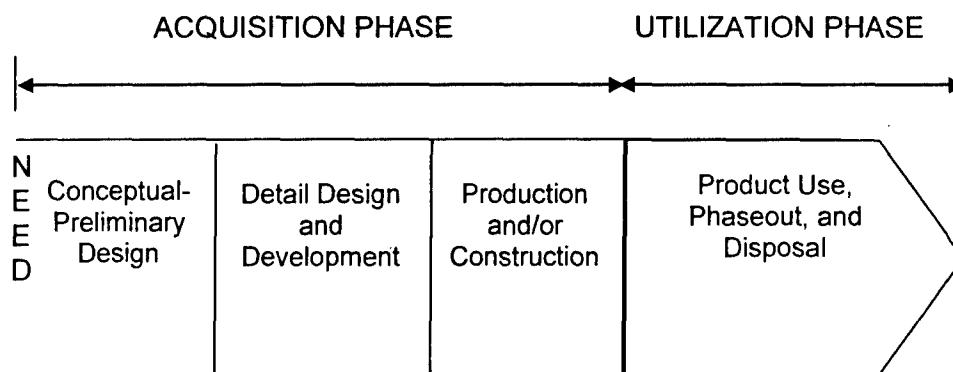 ACQUISITION PHASE
UTILIZATION PHASE
NEED
Conceptual-
Preliminary
Design
Detail Design
and
Development
Production
and/or
Construction
Product Use,
Phaseout, and
Disposal